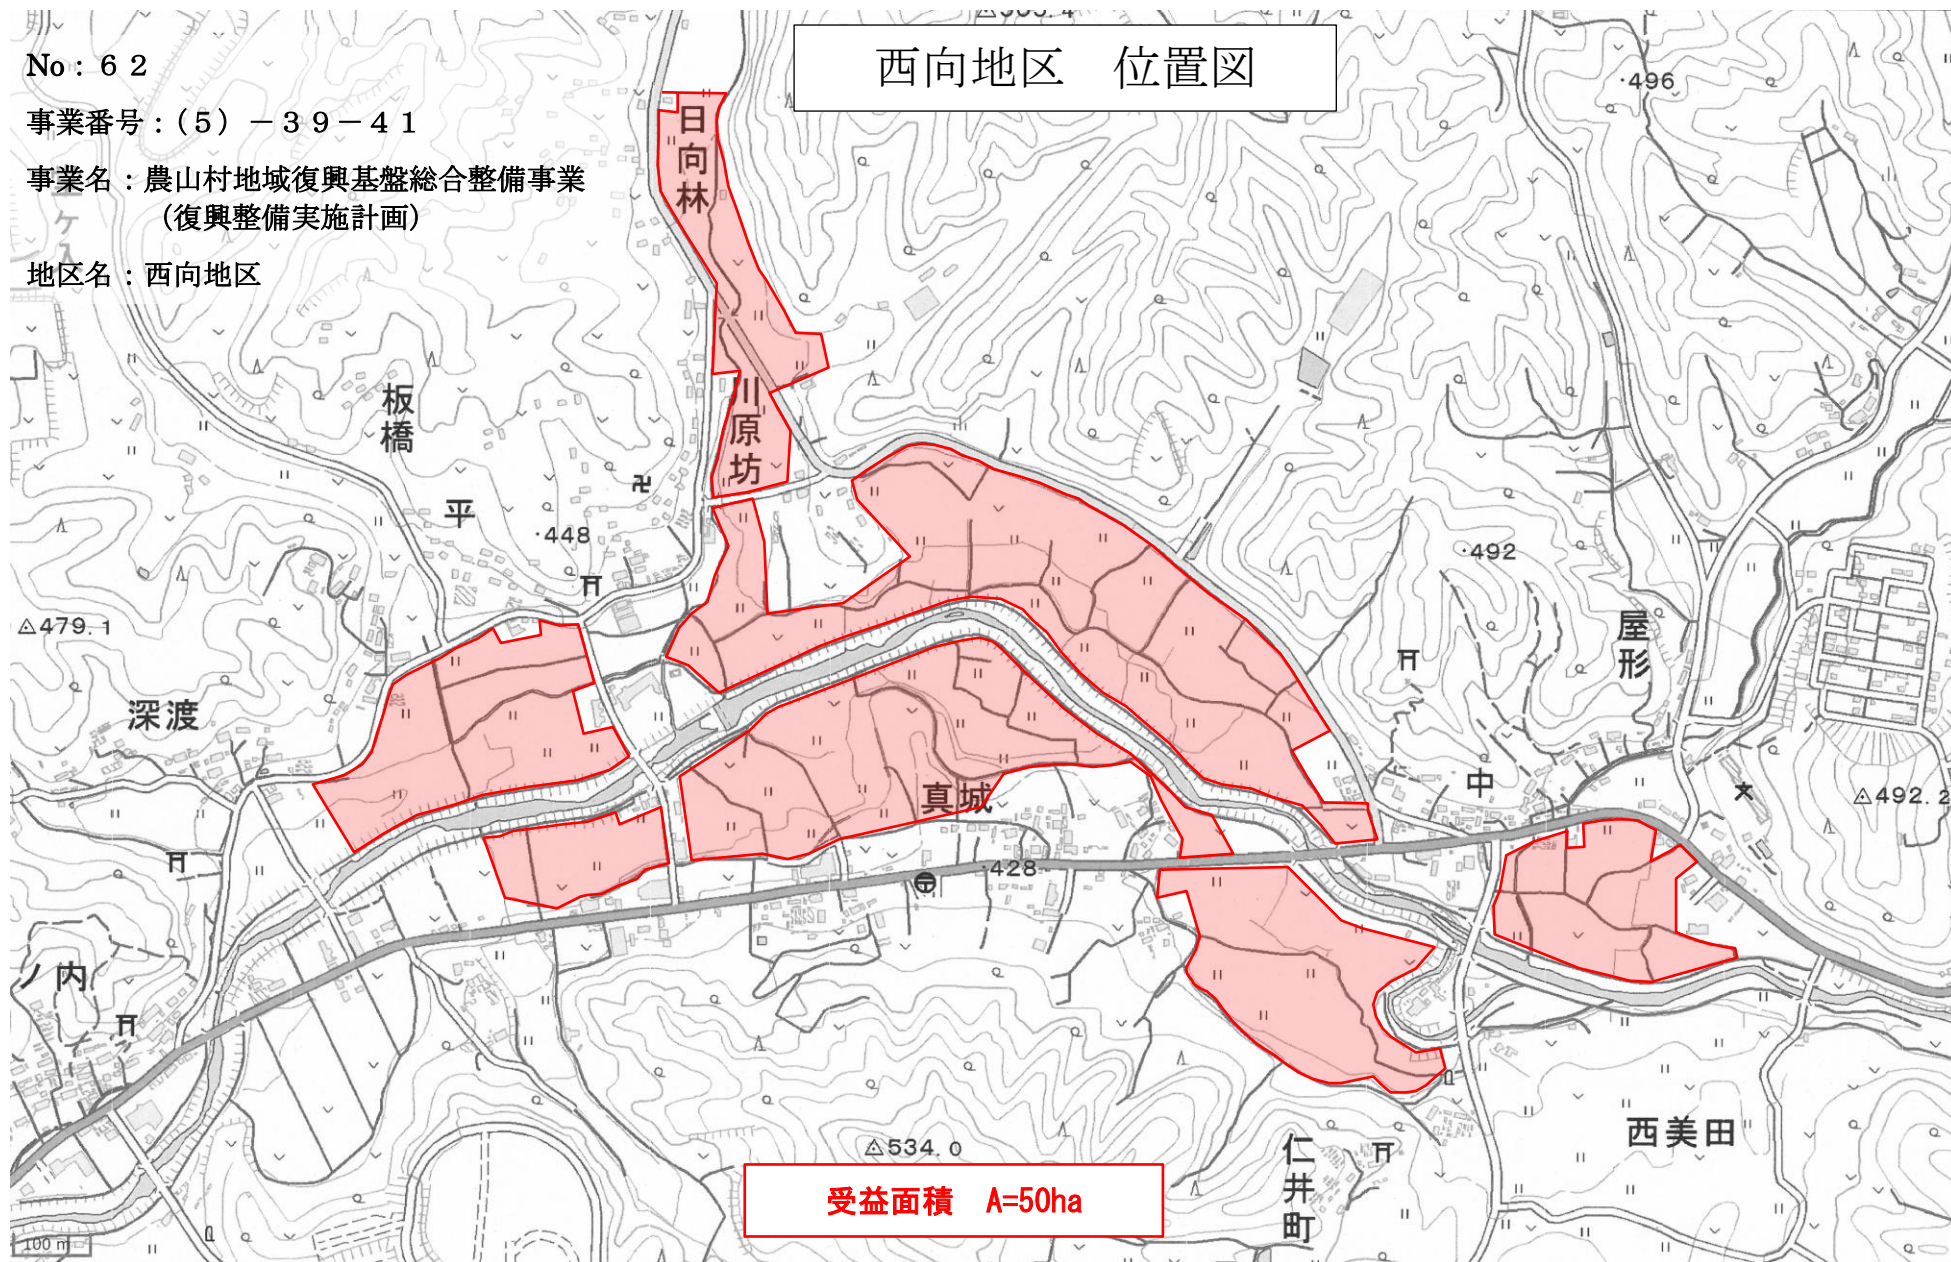 西向地区　位置図
No：６２
事業番号：（５）－３９－４１
事業名：農山村地域復興基盤総合整備事業
（復興整備実施計画）
地区名：西向地区
496
日向林
板橋
川原坊
平
448
492
479.1
屋形
深渡
中
真城
492.2
428
ノ内
西美田
534.0
仁井町
受益面積　A=50ha
100 m